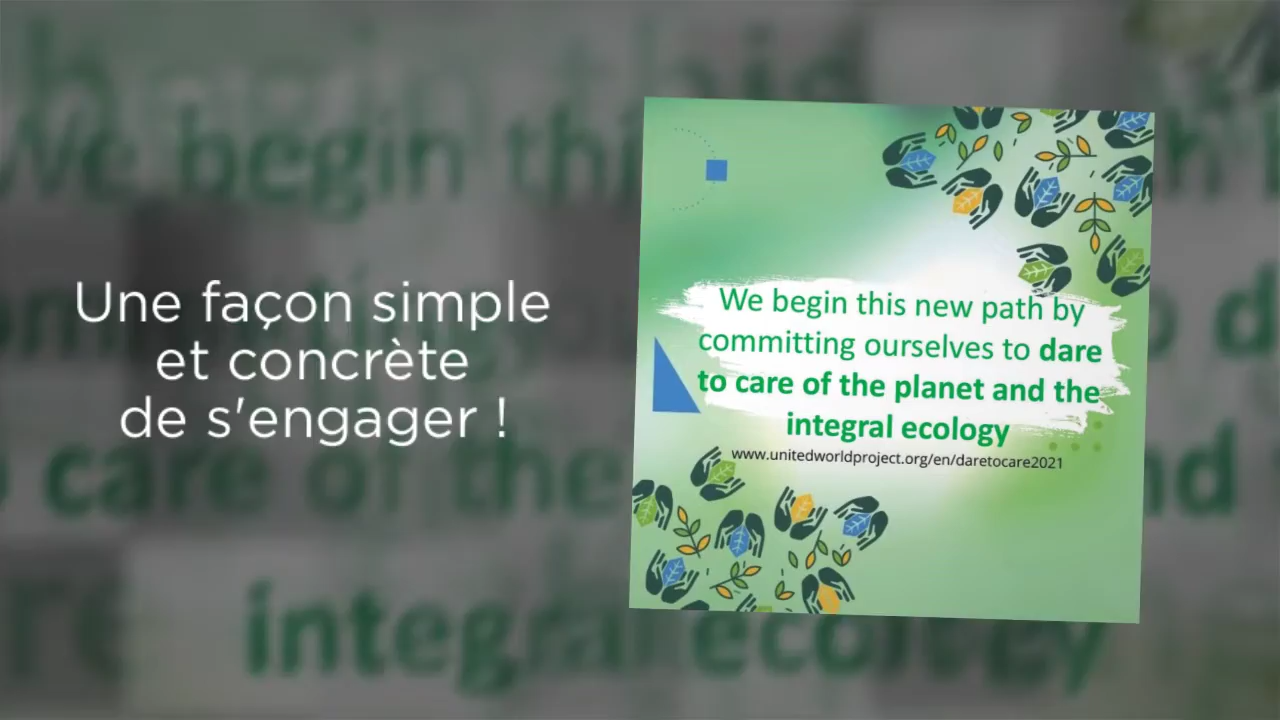 Une façon simple
et concrète
de s'engager !
We begin this new path by
committing ourselves to dare
to care of the planet and the
integral ecology
www.unitedworldproject.org/en/daretocare2021